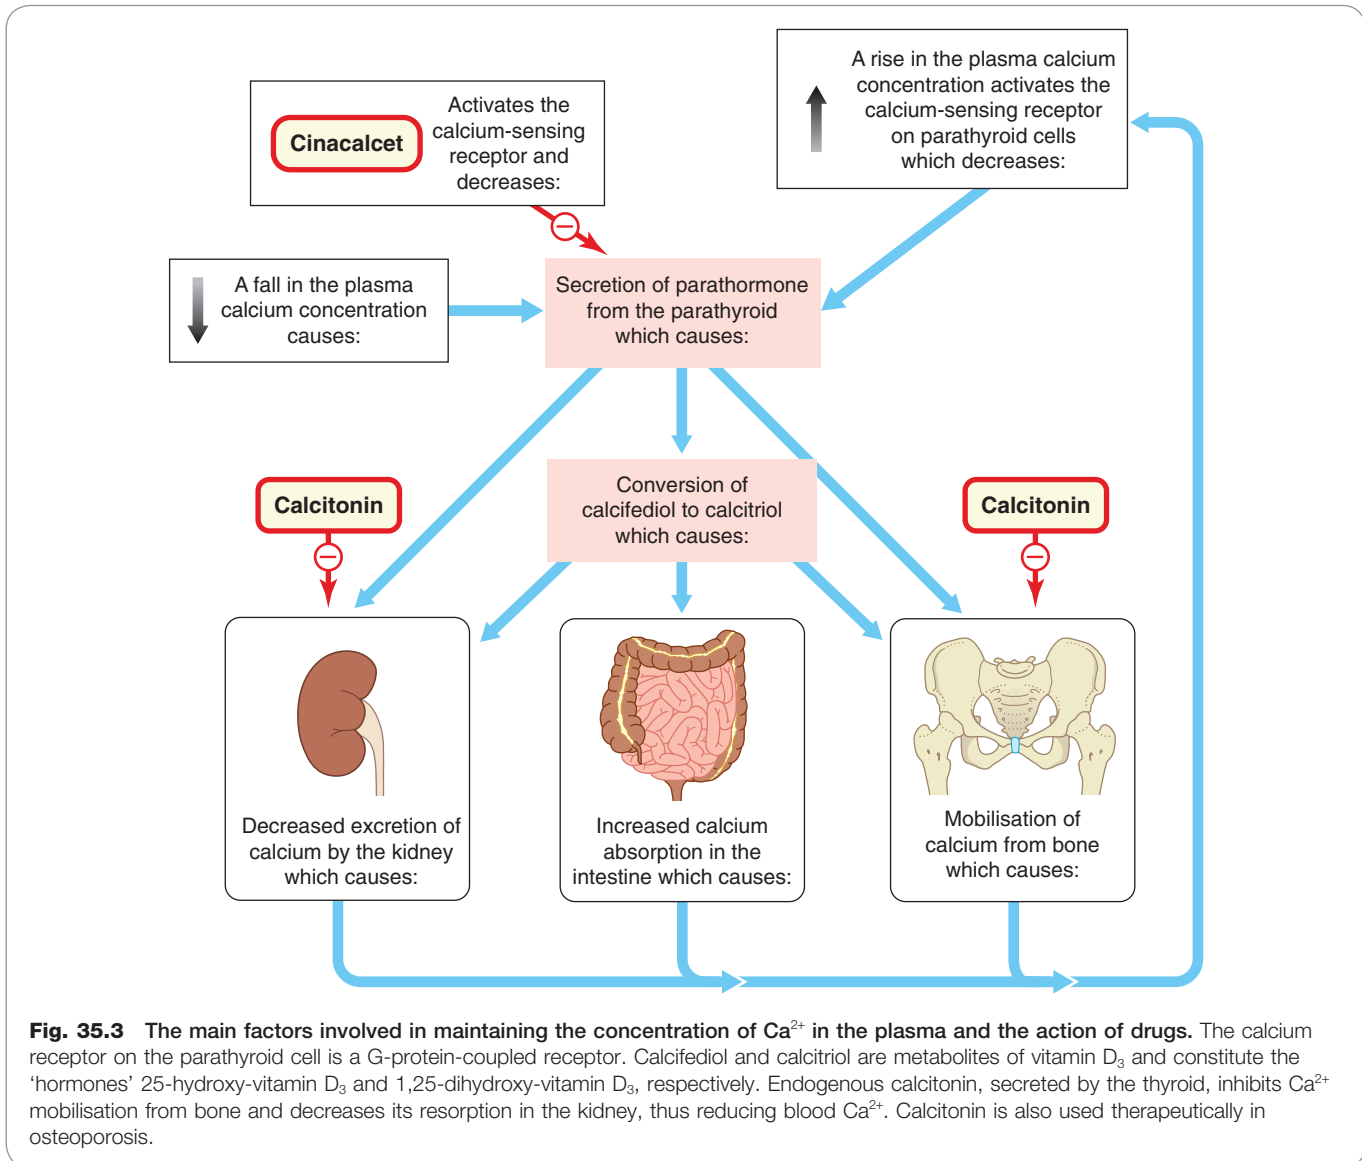 Cinacalcet
Activates the
calcium-sensing
receptor and
decreases:
A rise in the plasma calcium
concentration activates the
calcium-sensing receptor
on parathyroid cells
which decreases:
A fall in the plasma
calcium concentration
causes:
Secretion of parathormone
from the parathyroid
which causes:
Conversion of
calcifediol to calcitriol
which causes:
Calcitonin
Calcitonin
Decreased excretion of
calcium by the kidney
which causes:
Increased calcium
absorption in the
intestine which causes:
Mobilisation of
calcium from bone
which causes:
Fig. 35.3 The main factors involved in maintaining the concentration of Ca²⁺ in the plasma and the action of drugs. The calcium
receptor on the parathyroid cell is a G-protein-coupled receptor. Calcifediol and calcitriol are metabolites of vitamin D₃ and constitute the
‘hormones’ 25-hydroxy-vitamin D₃ and 1,25-dihydroxy-vitamin D₃, respectively. Endogenous calcitonin, secreted by the thyroid, inhibits Ca²⁺
mobilisation from bone and decreases its resorption in the kidney, thus reducing blood Ca²⁺. Calcitonin is also used therapeutically in
osteoporosis.